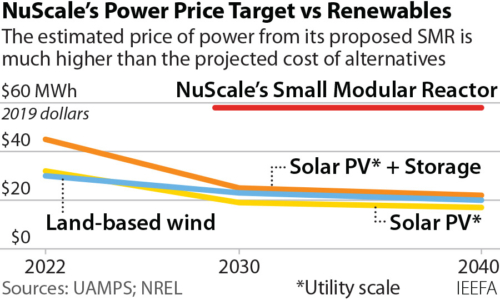 NuScale's Power Price Target vs Renewables
The estimated price of power from its proposed SMR is
much higher than the projected cost of alternatives
$60 MWh
NuScale's Small Modular Reactor
2019 dollars
$40
Solar PV* + Storage
$20
Land-based wind
Solar PV*
$0
2022
2030
2040
Sources: UAMPS; NREL
*Utility scale
IEEFA